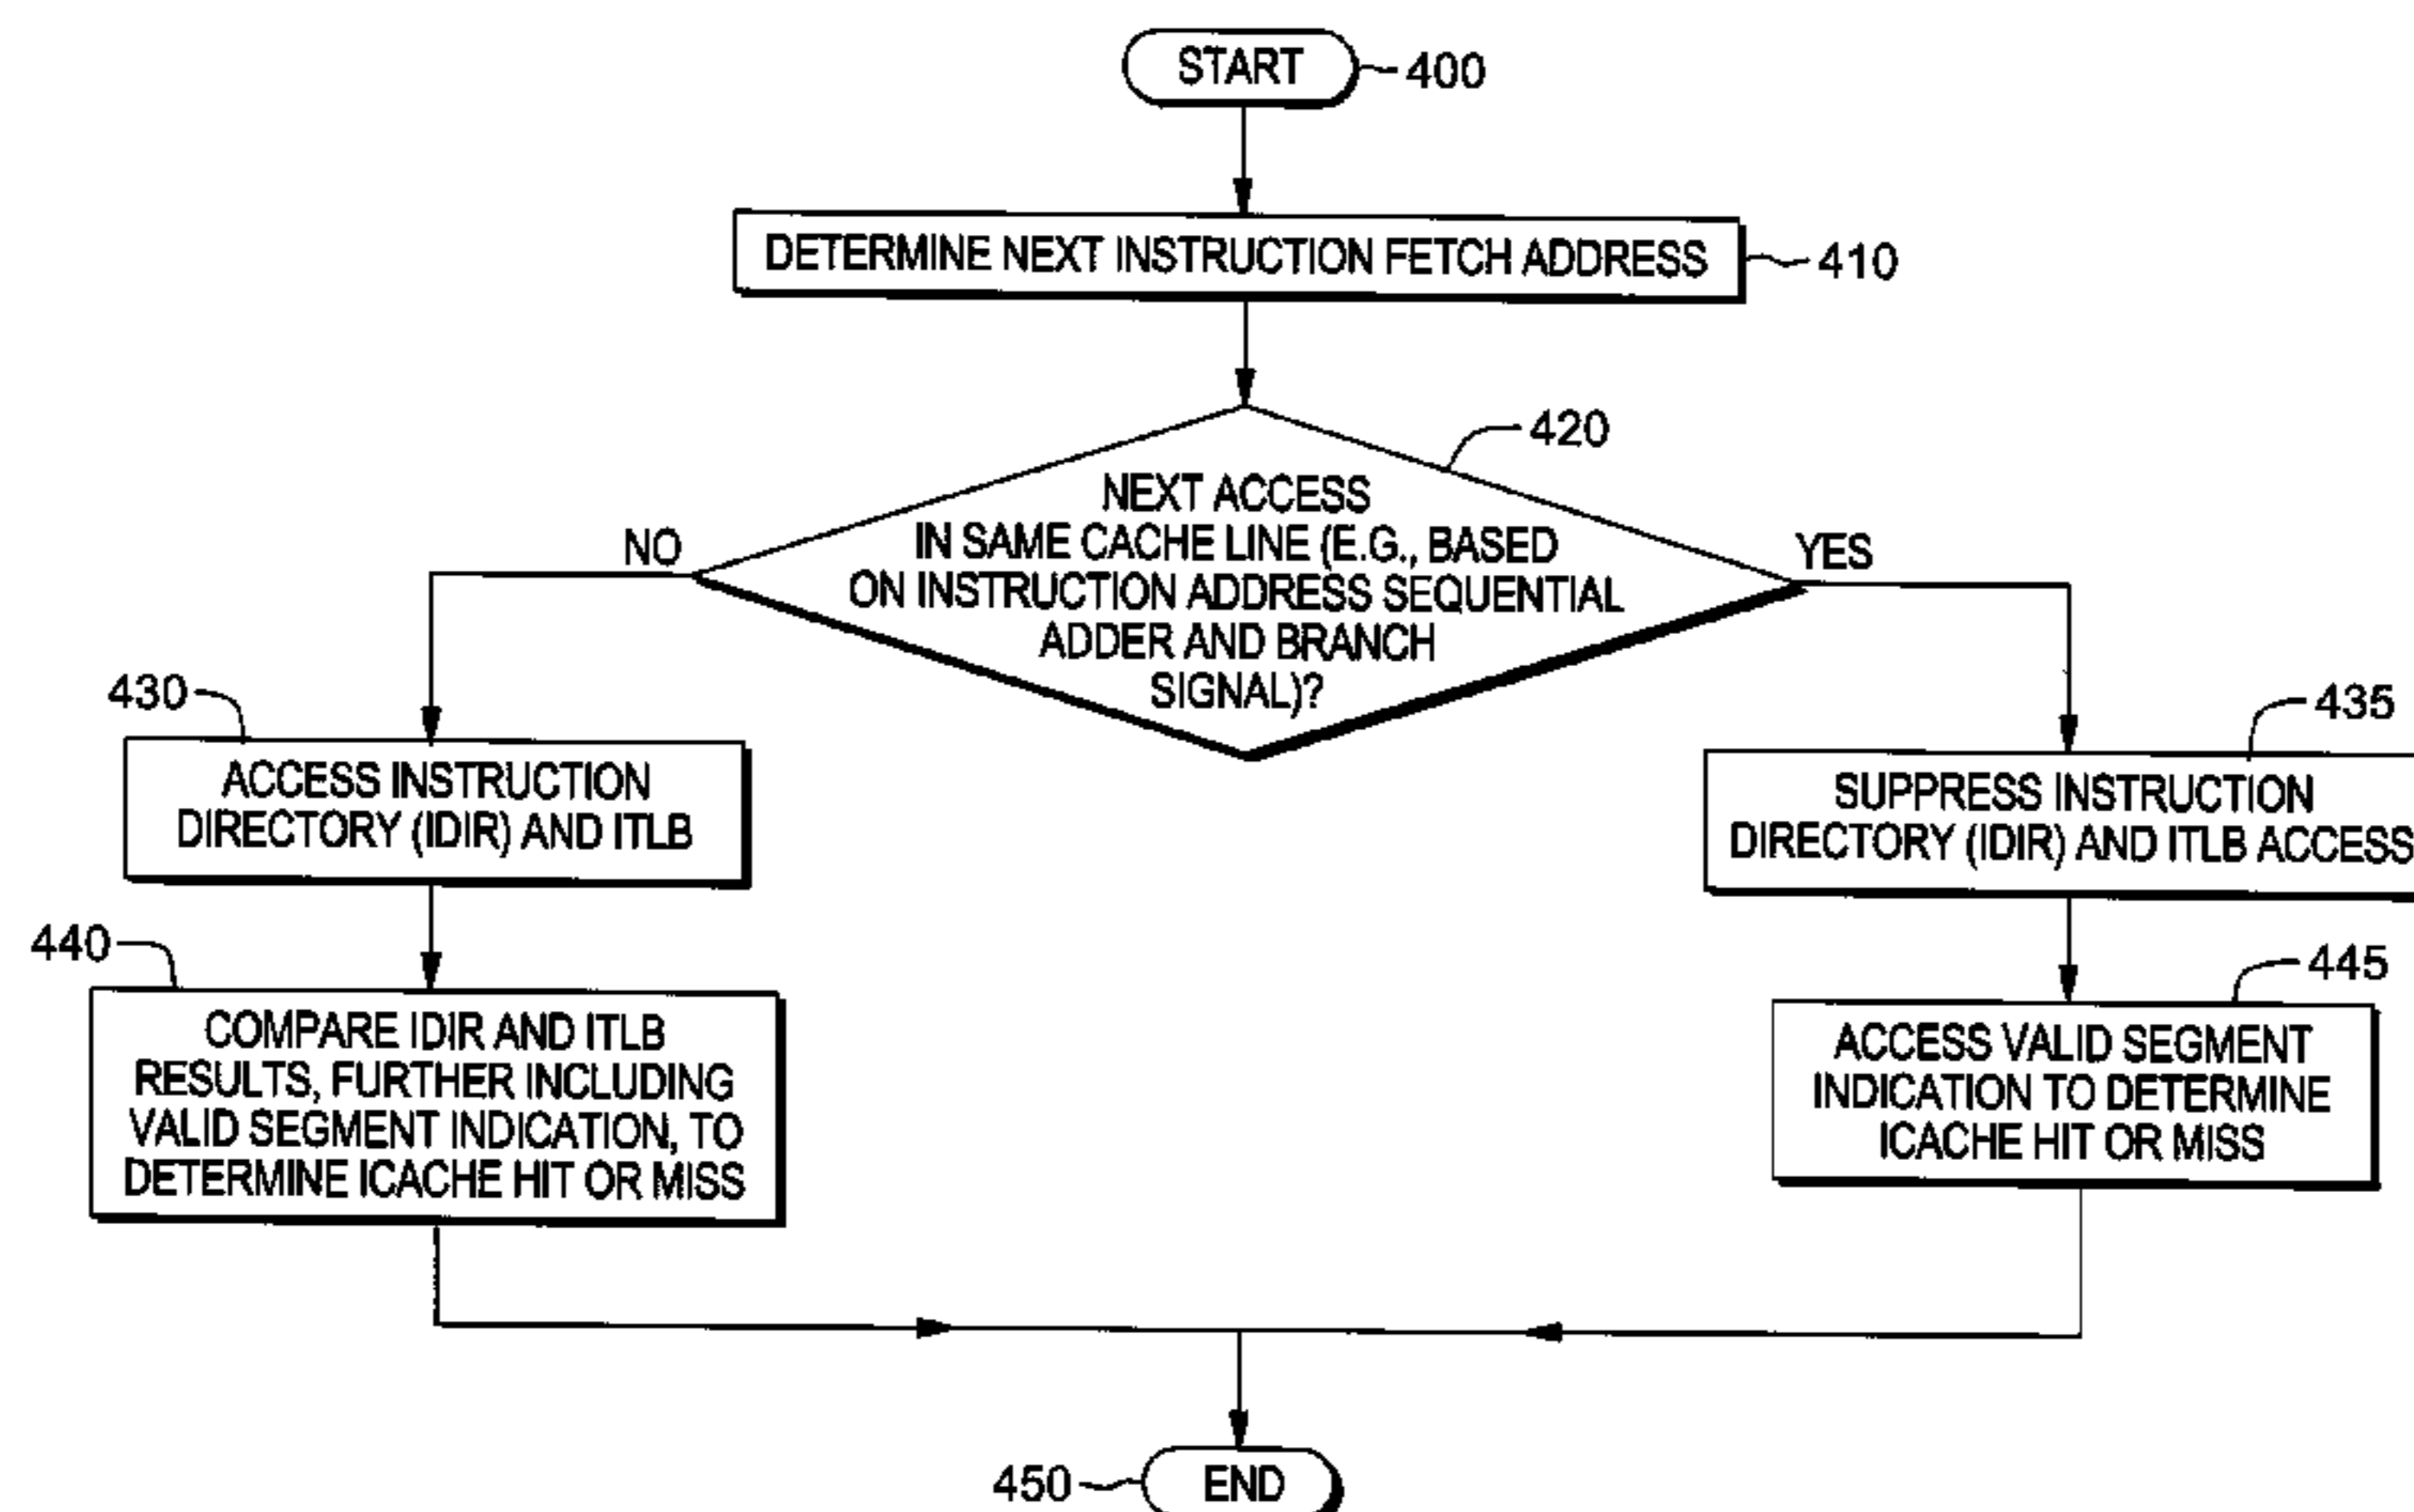 START
400
DETERMINE NEXT INSTRUCTION FETCH ADDRESS
410
420
NEXT ACCESS
IN SAME CACHE LINE (E.G., BASED
ON INSTRUCTION ADDRESS SEQUENTIAL
ADDER AND BRANCH
SIGNAL)?
NO
YES
430
ACCESS INSTRUCTION
DIRECTORY (IDIR) AND ITLB
435
SUPPRESS INSTRUCTION
DIRECTORY (IDIR) AND ITLB ACCESS
440
COMPARE IDIR AND ITLB
RESULTS, FURTHER INCLUDING
VALID SEGMENT INDICATION, TO
DETERMINE ICACHE HIT OR MISS
445
ACCESS VALID SEGMENT
INDICATION TO DETERMINE
ICACHE HIT OR MISS
450
END